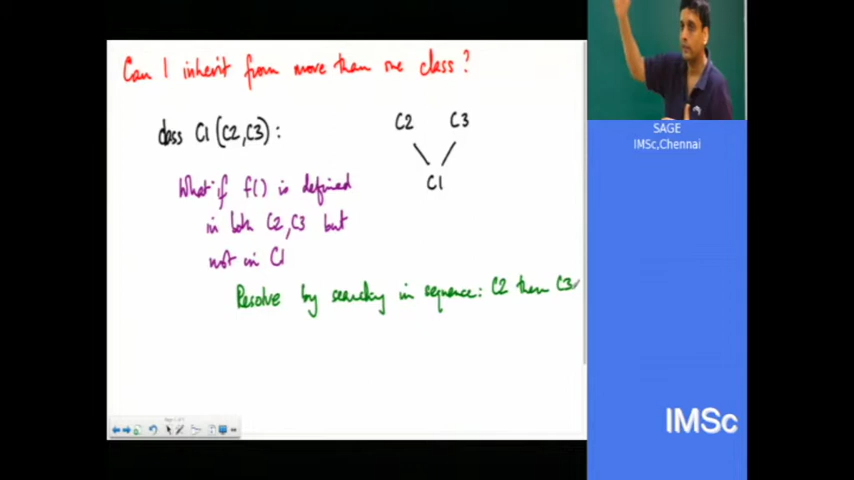 Can I inherit from more than one class?
class C1(C2,C3):
C2 C3
C1
What if f() is defined
in both C2,C3 but
not in C1
Resolve by searching in sequence: C2 then C3
SAGE
IMSc,Chennai
IMSc